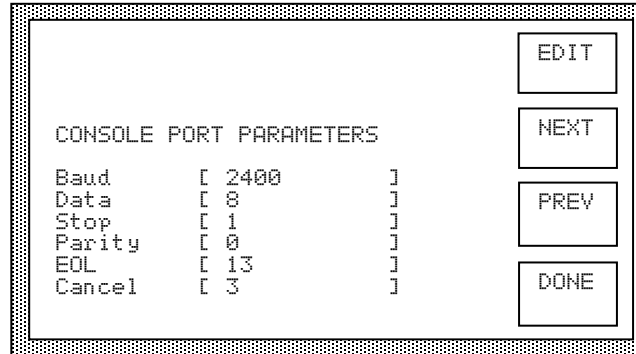 EDIT
CONSOLE PORT PARAMETERS
NEXT
Baud [ 2400 ]
Data [ 8 ]
PREV
Stop [ 1 ]
Parity [ 0 ]
EOL [ 13 ]
Cancel [ 3 ]
DONE